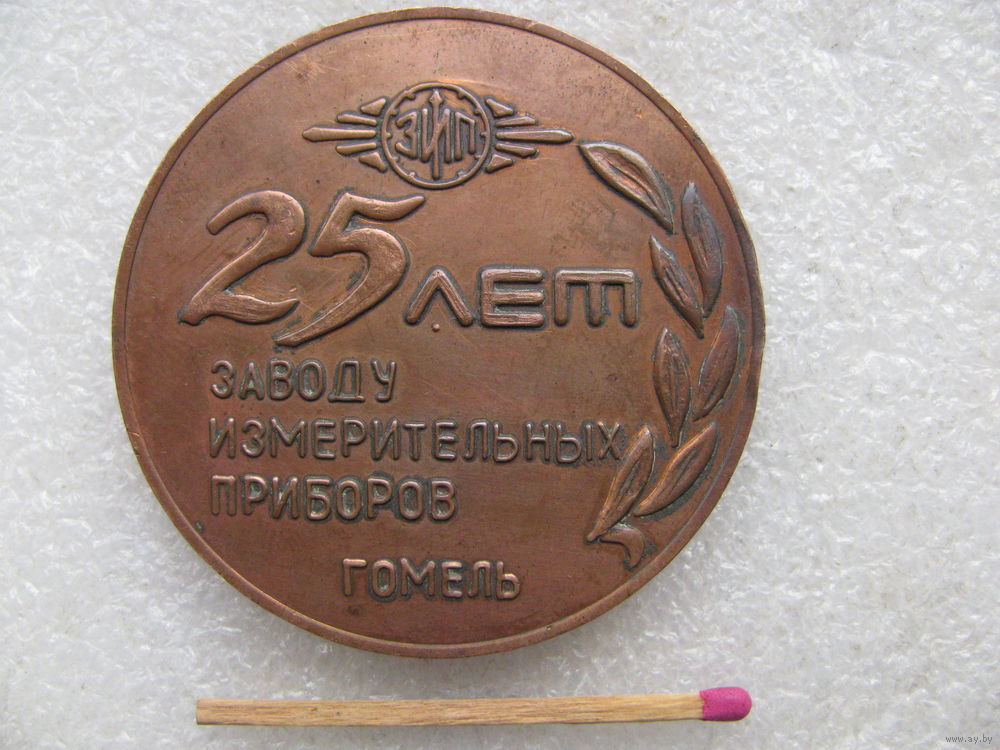 ЗИП
25 ЛЕТ
ЗАВОДУ
ИЗМЕРИТЕЛЬНЫХ
ПРИБОРОВ
ГОМЕЛЬ
www.ay.by